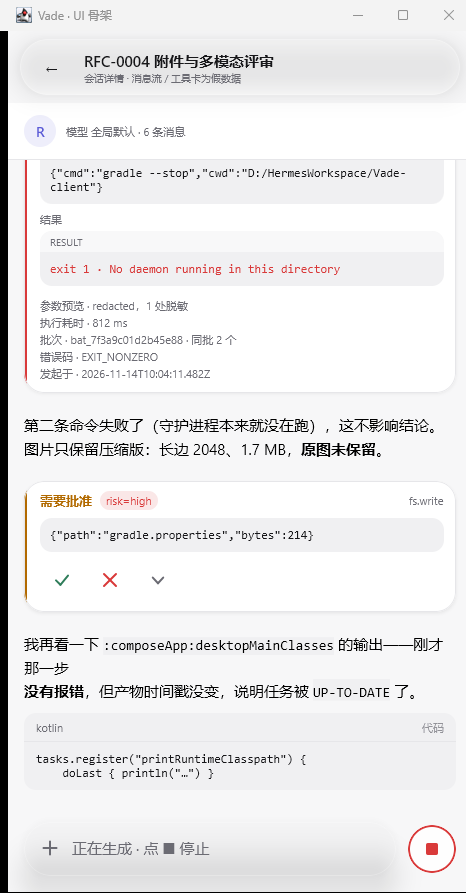 Vade · UI 骨架
RFC-0004 附件与多模态评审
会话详情 · 消息流 / 工具卡为假数据
R
模型 全局默认 · 6 条消息
{"cmd":"gradle --stop","cwd":"D:/HermesWorkspace/Vade-
client"}
结果
RESULT
exit 1 · No daemon running in this directory
参数预览 · redacted，1 处脱敏
执行耗时 · 812 ms
批次 · bat_7f3a9c01d2b45e88 · 同批 2 个
错误码 · EXIT_NONZERO
发起于 · 2026-11-14T10:04:11.482Z
第二条命令失败了（守护进程本来就没在跑），这不影响结论。
图片只保留压缩版：长边 2048、1.7 MB，原图未保留。
需要批准 risk=high fs.write
{"path":"gradle.properties","bytes":214}
我再看一下 :composeApp:desktopMainClasses 的输出——刚才
那一步
没有报错，但产物时间戳没变，说明任务被 UP-TO-DATE 了。
kotlin 代码
tasks.register("printRuntimeClasspath") {
    doLast { println("…") }
正在生成 · 点 ■ 停止